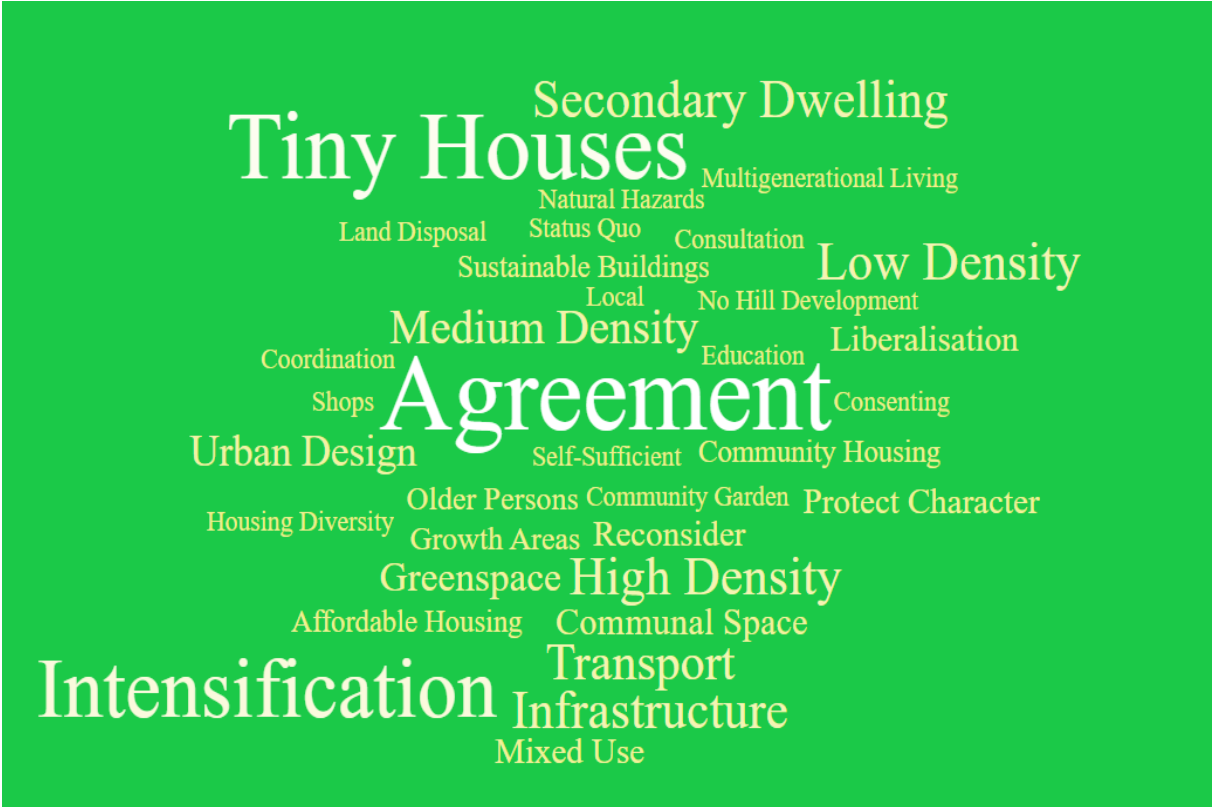 Secondary Dwelling
Tiny Houses
Multigenerational Living
Natural Hazards
Land Disposal
Status Quo
Consultation
Sustainable Buildings
Low Density
Local
No Hill Development
Medium Density
Liberalisation
Coordination
Education
Shops
Agreement
Consenting
Urban Design
Self-Sufficient
Community Housing
Older Persons
Community Garden
Protect Character
Housing Diversity
Growth Areas
Reconsider
Greenspace
High Density
Affordable Housing
Communal Space
Transport
Intensification
Infrastructure
Mixed Use